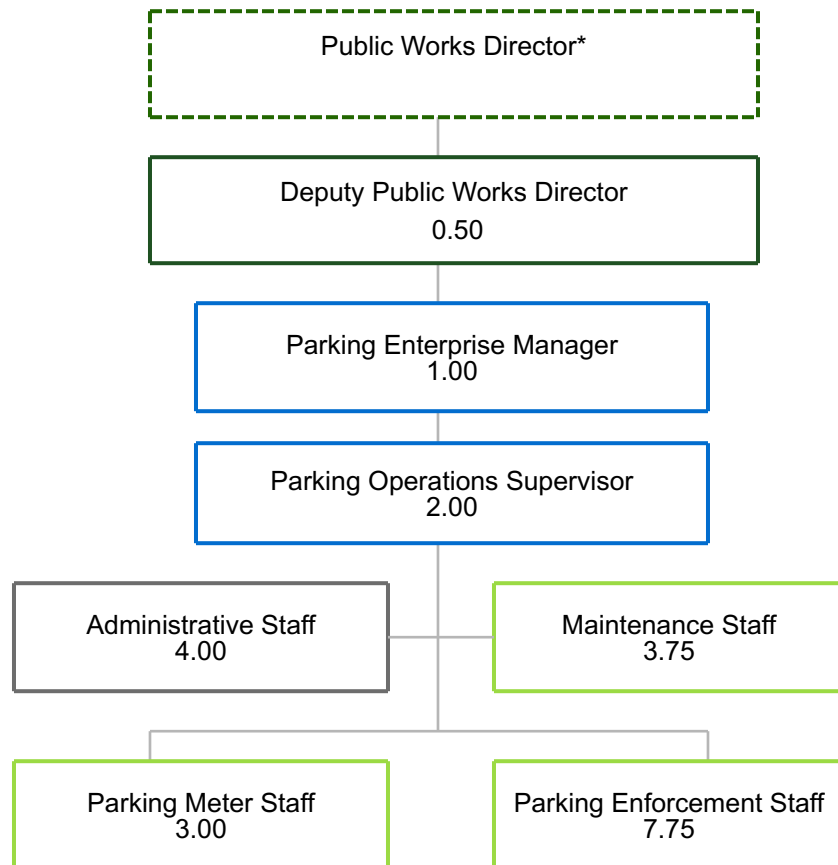 Public Works Director*
Deputy Public Works Director
0.50
Parking Enterprise Manager
1.00
Parking Operations Supervisor
2.00
Administrative Staff
4.00
Maintenance Staff
3.75
Parking Meter Staff
3.00
Parking Enforcement Staff
7.75